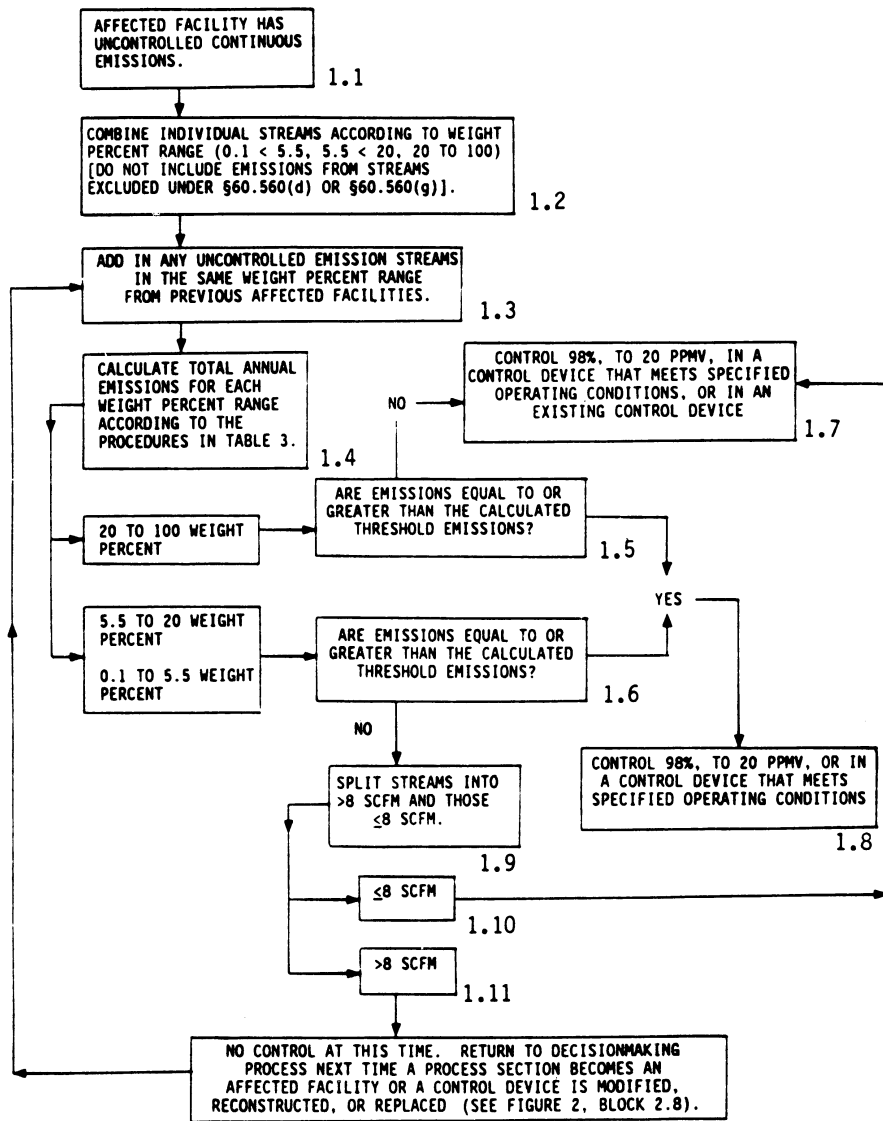 AFFECTED FACILITY HAS
UNCONTROLLED CONTINUOUS
EMISSIONS.
1.1
COMBINE INDIVIDUAL STREAMS ACCORDING TO WEIGHT
PERCENT RANGE (0.1 < 5.5, 5.5 < 20, 20 TO 100)
[DO NOT INCLUDE EMISSIONS FROM STREAMS
EXCLUDED UNDER §60.560(d) OR §60.560(g)].
1.2
ADD IN ANY UNCONTROLLED EMISSION STREAMS
IN THE SAME WEIGHT PERCENT RANGE
FROM PREVIOUS AFFECTED FACILITIES.
1.3
CALCULATE TOTAL ANNUAL
EMISSIONS FOR EACH
WEIGHT PERCENT RANGE
ACCORDING TO THE
PROCEDURES IN TABLE 3.
1.4
NO
CONTROL 98%, TO 20 PPMV, IN A
CONTROL DEVICE THAT MEETS SPECIFIED
OPERATING CONDITIONS, OR IN AN
EXISTING CONTROL DEVICE
1.7
20 TO 100 WEIGHT
PERCENT
ARE EMISSIONS EQUAL TO OR
GREATER THAN THE CALCULATED
THRESHOLD EMISSIONS?
1.5
YES
5.5 TO 20 WEIGHT
PERCENT
0.1 TO 5.5 WEIGHT
PERCENT
ARE EMISSIONS EQUAL TO OR
GREATER THAN THE CALCULATED
THRESHOLD EMISSIONS?
1.6
NO
CONTROL 98%, TO 20 PPMV, OR IN
A CONTROL DEVICE THAT MEETS
SPECIFIED OPERATING CONDITIONS
1.8
SPLIT STREAMS INTO
>8 SCFM AND THOSE
≤8 SCFM.
1.9
≤8 SCFM
1.10
>8 SCFM
1.11
NO CONTROL AT THIS TIME. RETURN TO DECISIONMAKING
PROCESS NEXT TIME A PROCESS SECTION BECOMES AN
AFFECTED FACILITY OR A CONTROL DEVICE IS MODIFIED,
RECONSTRUCTED, OR REPLACED (SEE FIGURE 2, BLOCK 2.8).